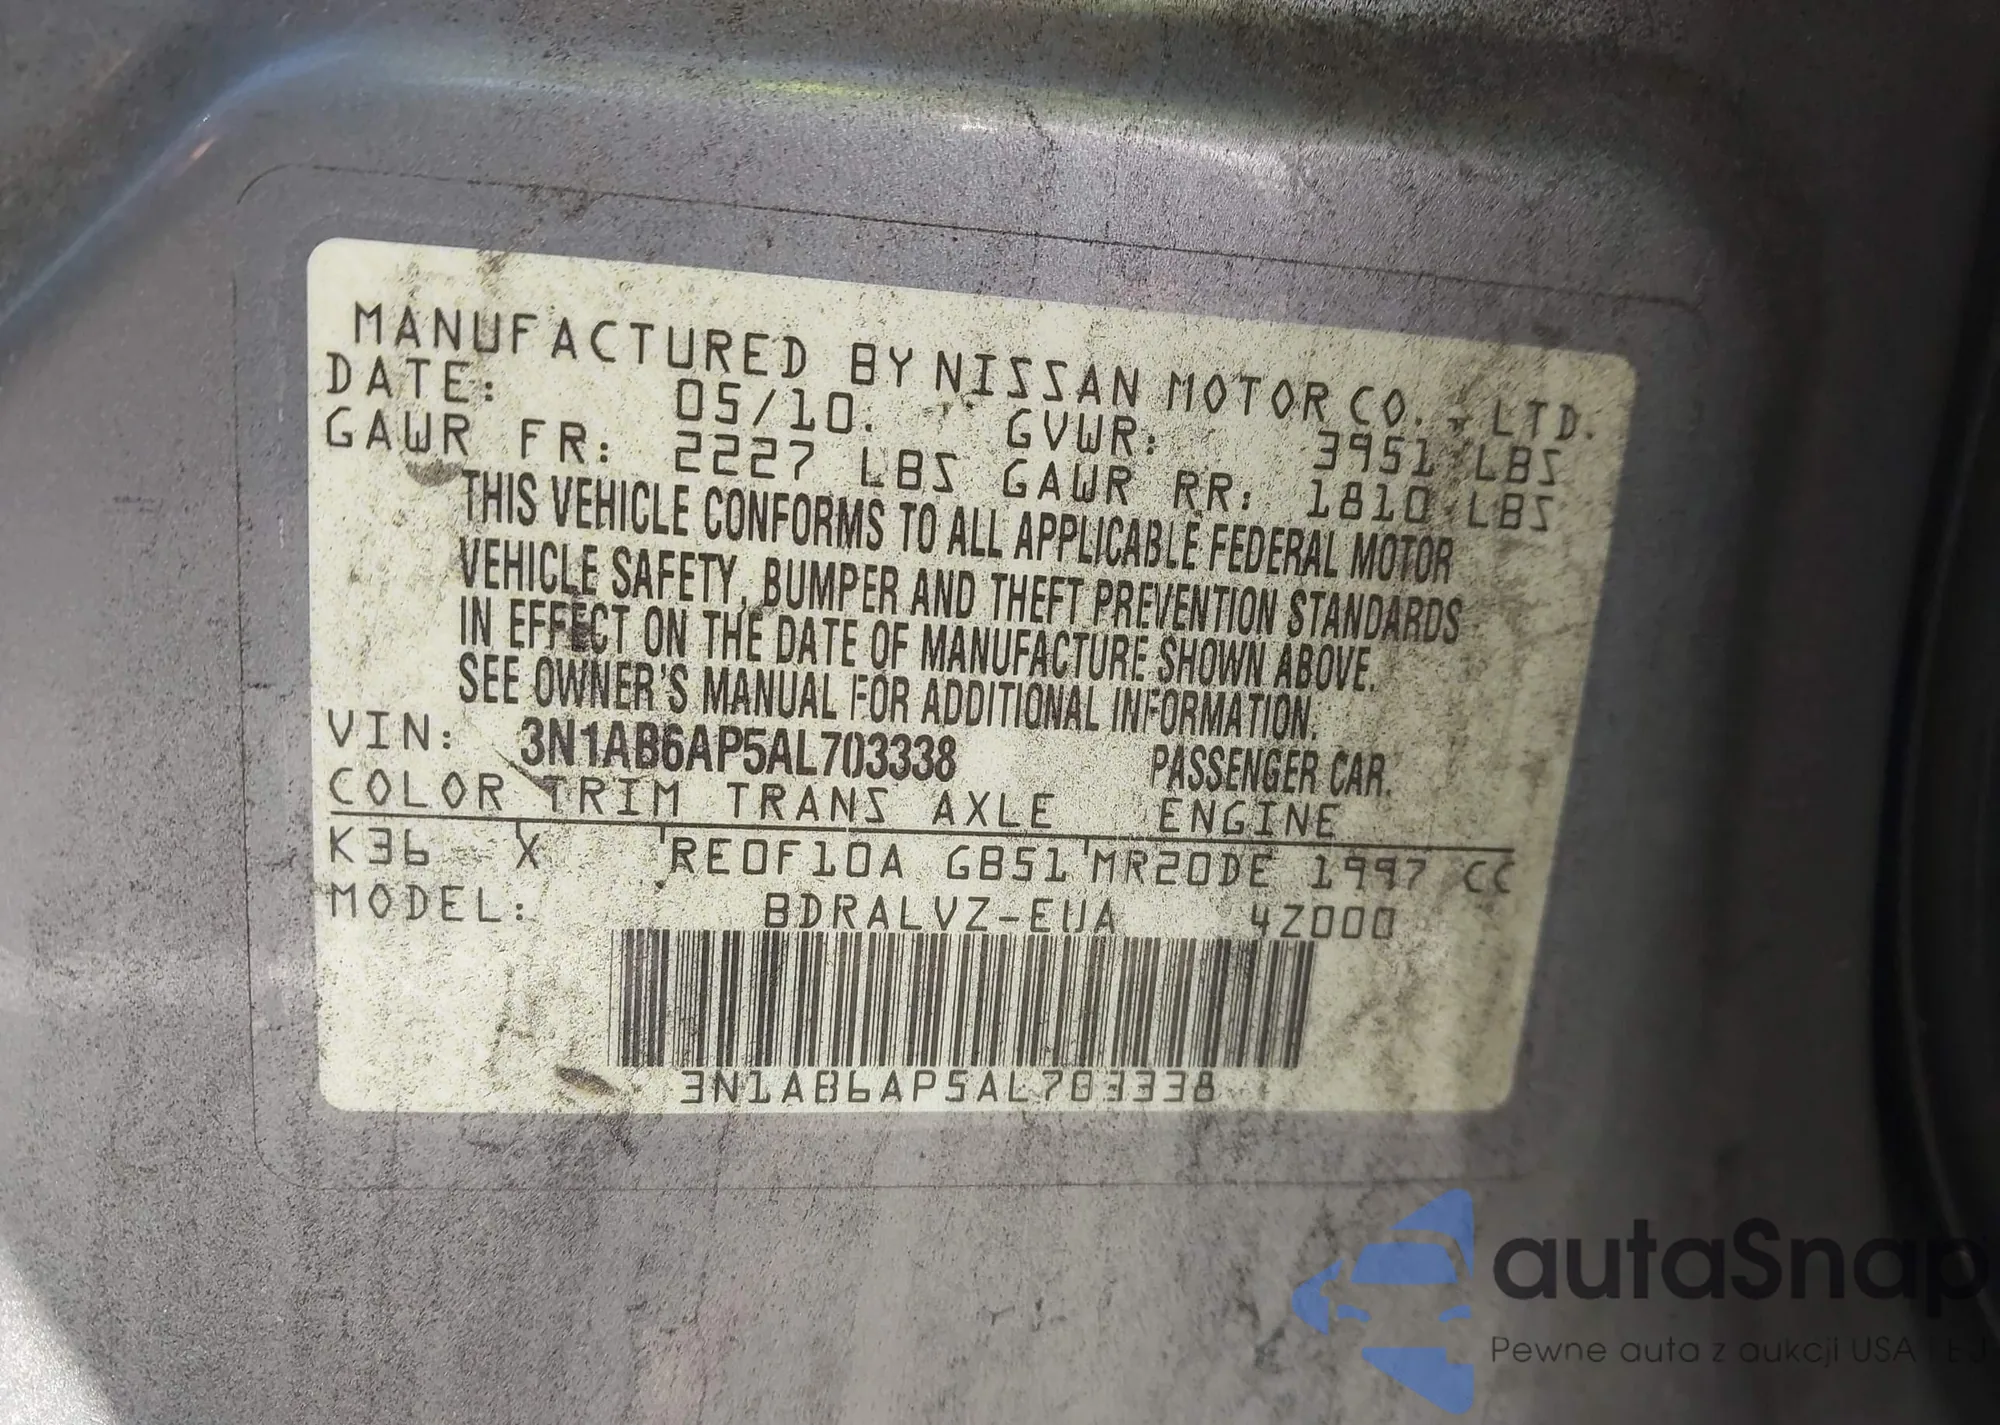 MANUFACTURED BY NISSAN MOTOR CO., LTD.
DATE: 05/10. GVWR: 3951 LBS
GAWR FR: 2227 LBS GAWR RR: 1810 LBS
THIS VEHICLE CONFORMS TO ALL APPLICABLE FEDERAL MOTOR
VEHICLE SAFETY, BUMPER AND THEFT PREVENTION STANDARDS
IN EFFECT ON THE DATE OF MANUFACTURE SHOWN ABOVE.
SEE OWNER'S MANUAL FOR ADDITIONAL INFORMATION.
VIN: 3N1AB6AP5AL703338 PASSENGER CAR.
COLOR TRIM TRANS AXLE ENGINE
K36 X RE0F10A GB51 MR20DE 1997 CC
MODEL: BDRALVZ-EUA 4Z000
3N1AB6AP5AL703338
autaSnap
Pewne auta z aukcji USA